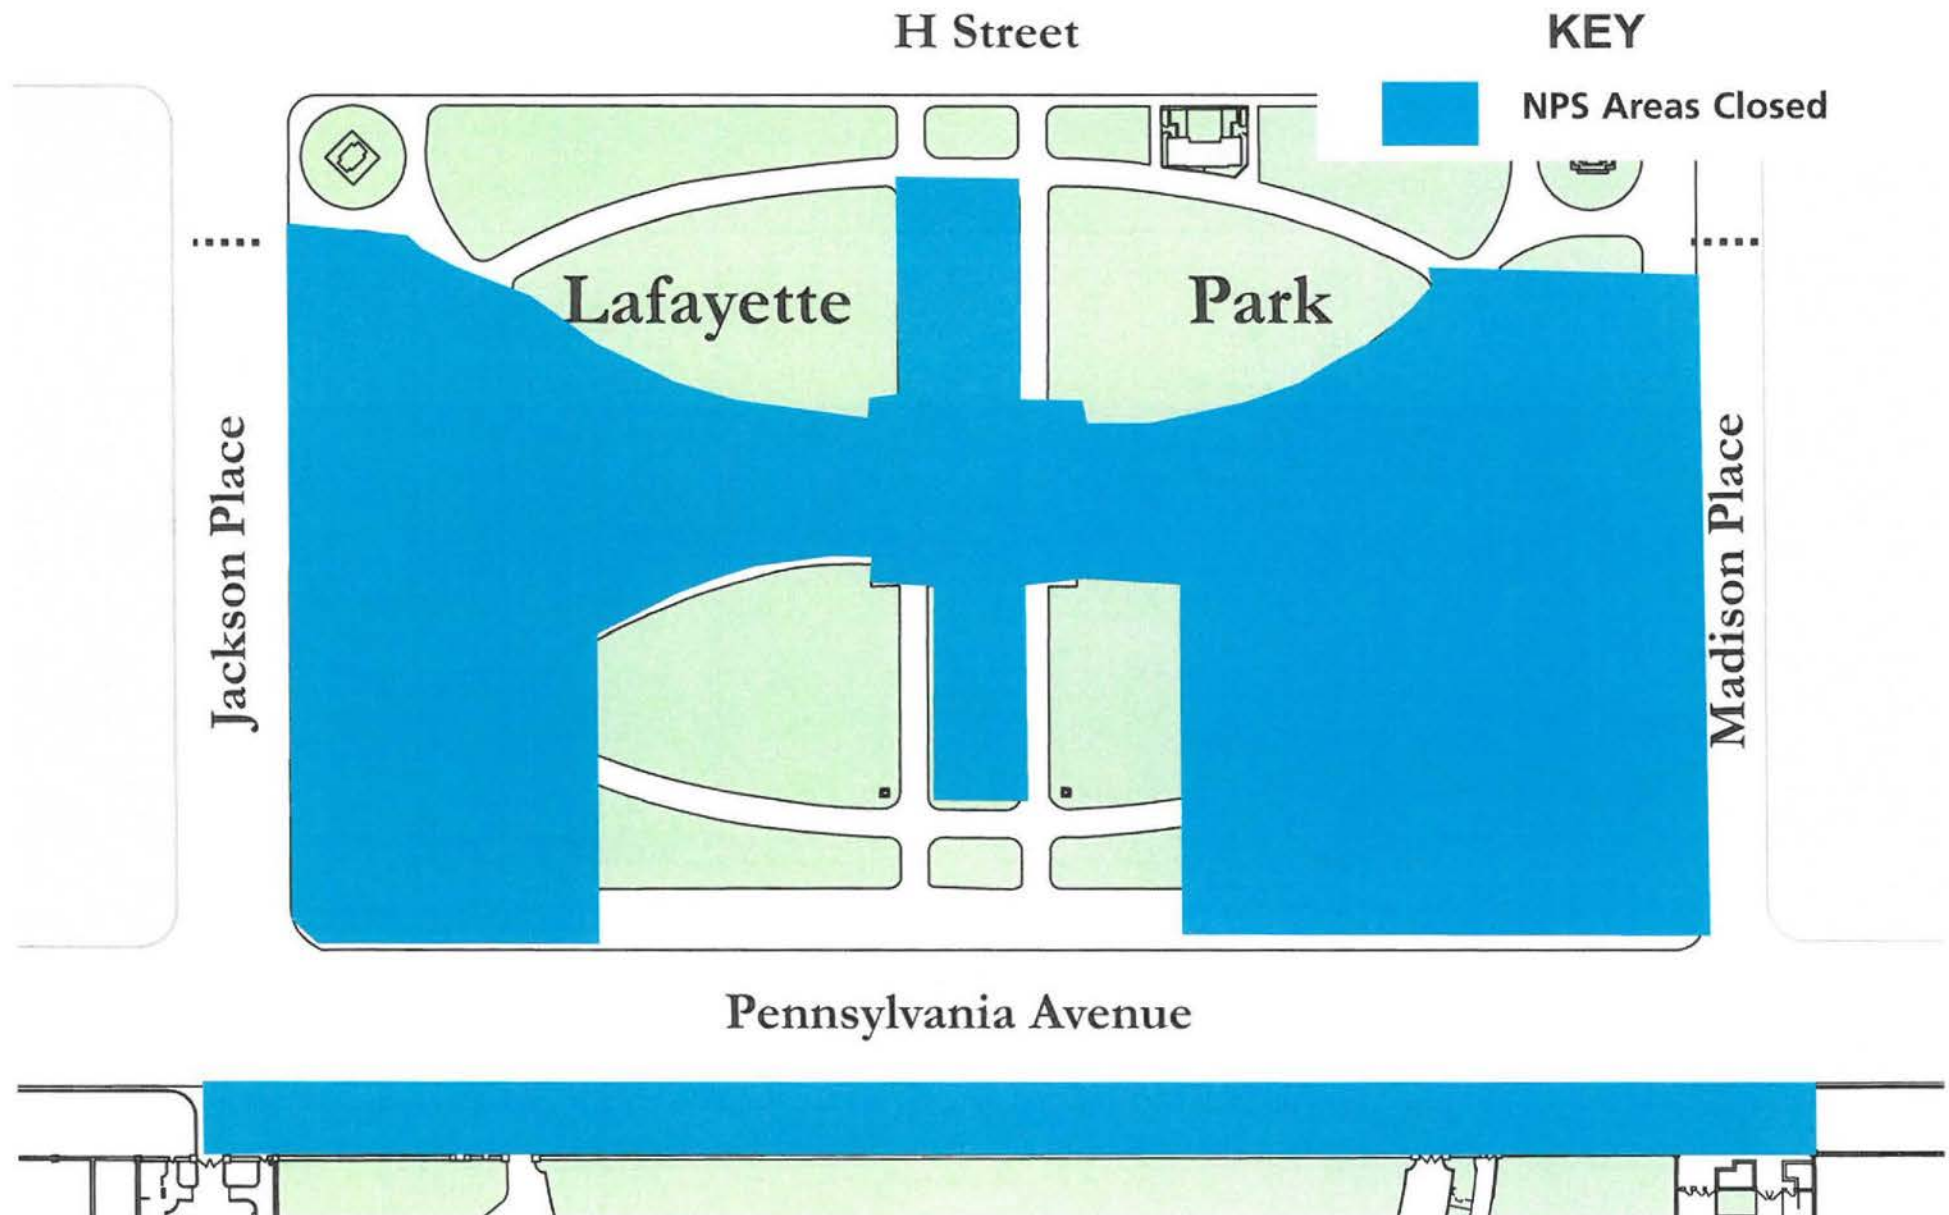 H Street
KEY
NPS Areas Closed
Lafayette Park
Jackson Place
Madison Place
Pennsylvania Avenue